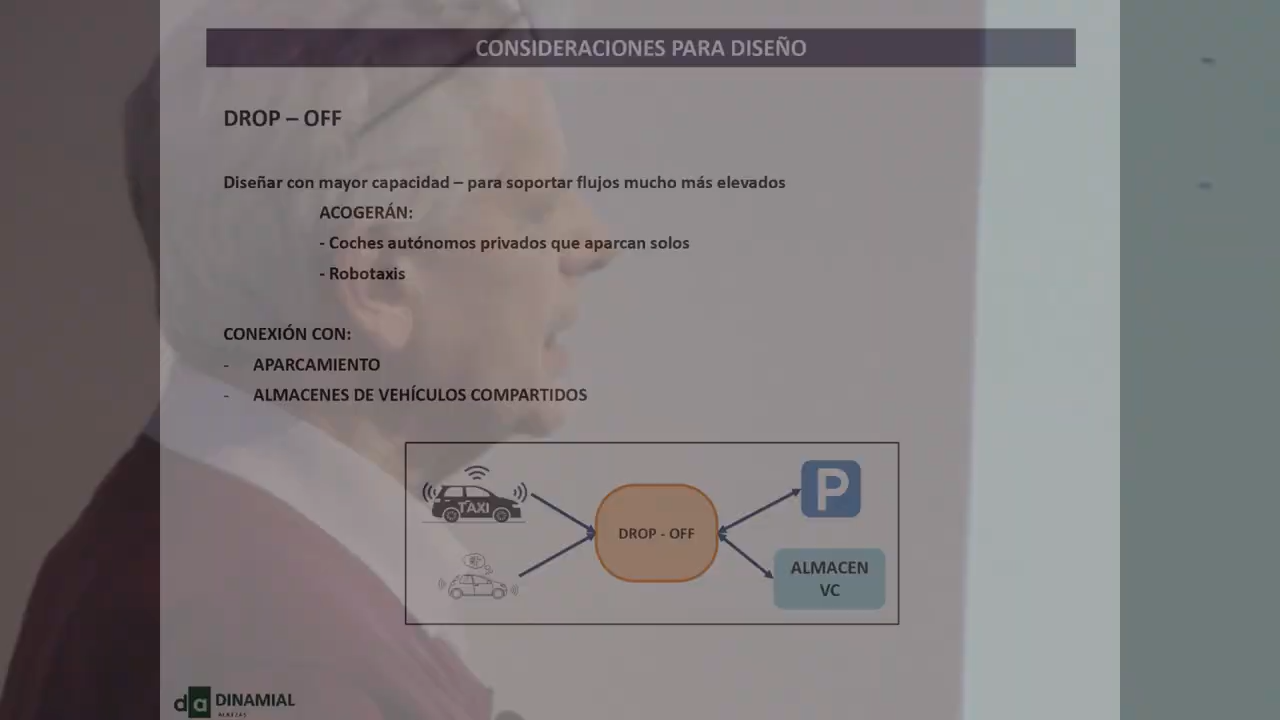 CONSIDERACIONES PARA DISEÑO
DROP – OFF
Diseñar con mayor capacidad – para soportar flujos mucho más elevados
ACOGERÁN:
- Coches autónomos privados que aparcan solos
- Robotaxis
CONEXIÓN CON:
- APARCAMIENTO
- ALMACENES DE VEHÍCULOS COMPARTIDOS
TAXI
DROP - OFF
P
ALMACEN
VC
da DINAMIAL